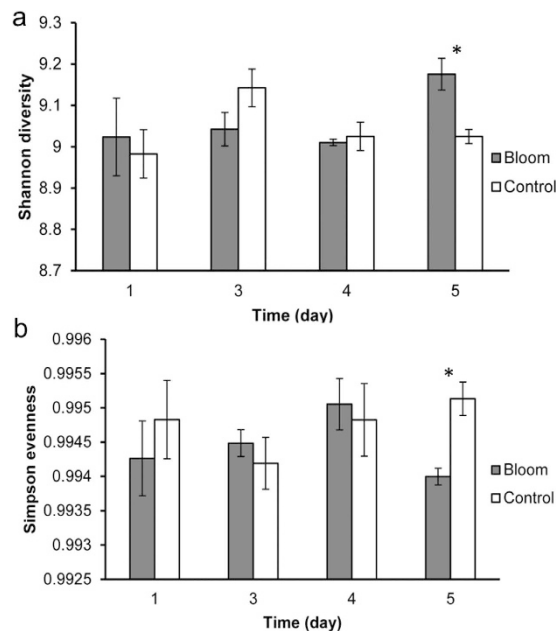 a
9.3
9.2
9.1
9
8.9
8.8
8.7
Shannon diversity
*
Bloom
Control
1 3 4 5
Time (day)
b
0.996
0.9955
0.995
0.9945
0.994
0.9935
0.993
0.9925
Simpson evenness
*
Bloom
Control
1 3 4 5
Time (day)